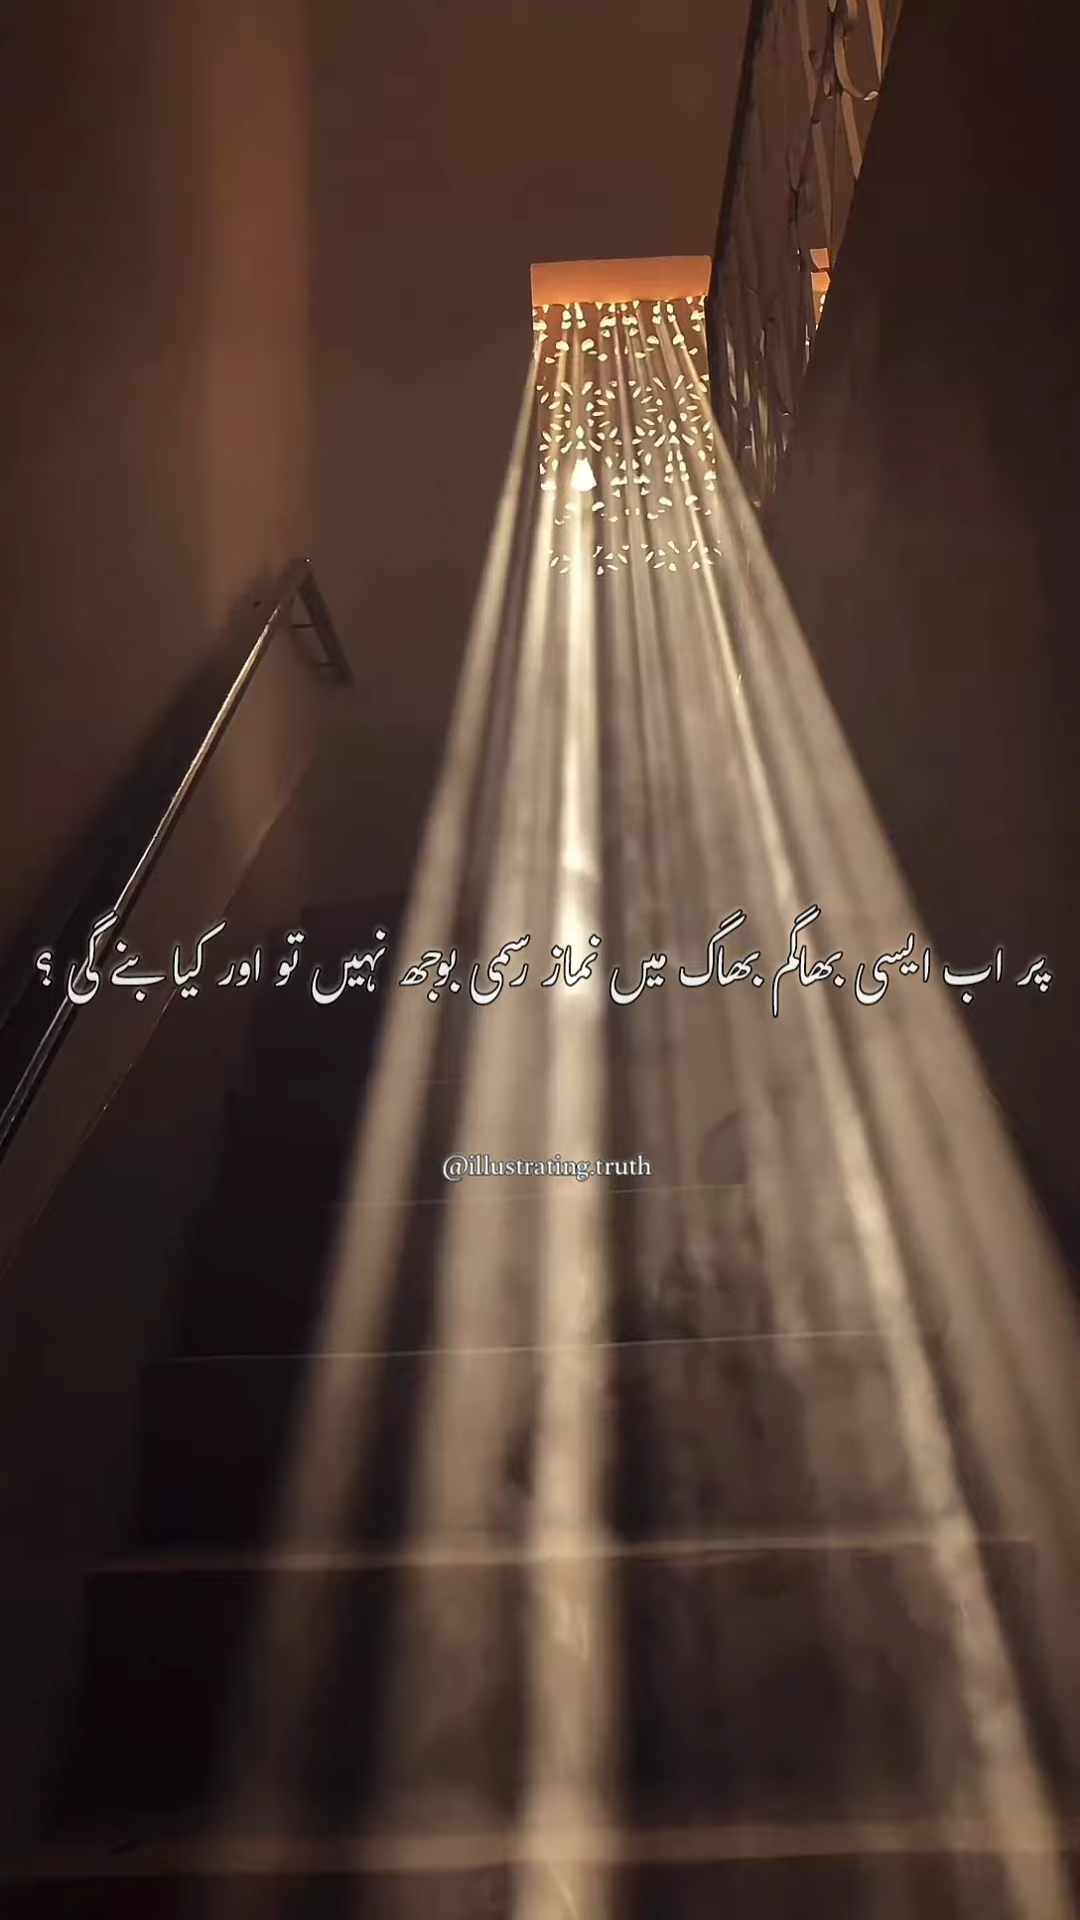 پر اب ایسی بھاگم بھاگ میں نماز رسمی بوجھ نہیں تو اور کیا بنے گی ؟
@illustrating.truth